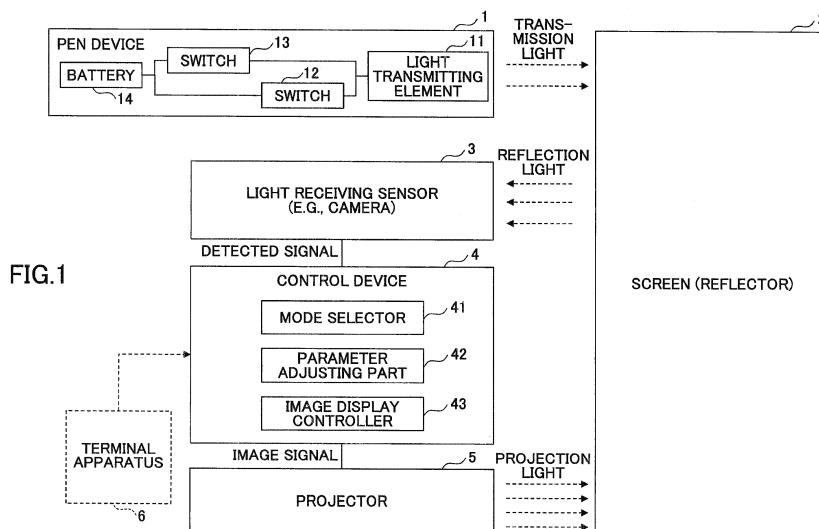 1
TRANS-
MISSION
LIGHT
PEN DEVICE
13
SWITCH
11
LIGHT
TRANSMITTING
ELEMENT
BATTERY
14
12
SWITCH
3
REFLECTION
LIGHT
LIGHT RECEIVING SENSOR
(E.G., CAMERA)
DETECTED SIGNAL
4
FIG.1
CONTROL DEVICE
SCREEN (REFLECTOR)
MODE SELECTOR
41
PARAMETER
ADJUSTING PART
42
IMAGE DISPLAY
CONTROLLER
43
TERMINAL
APPARATUS
6
IMAGE SIGNAL
5
PROJECTION
LIGHT
PROJECTOR